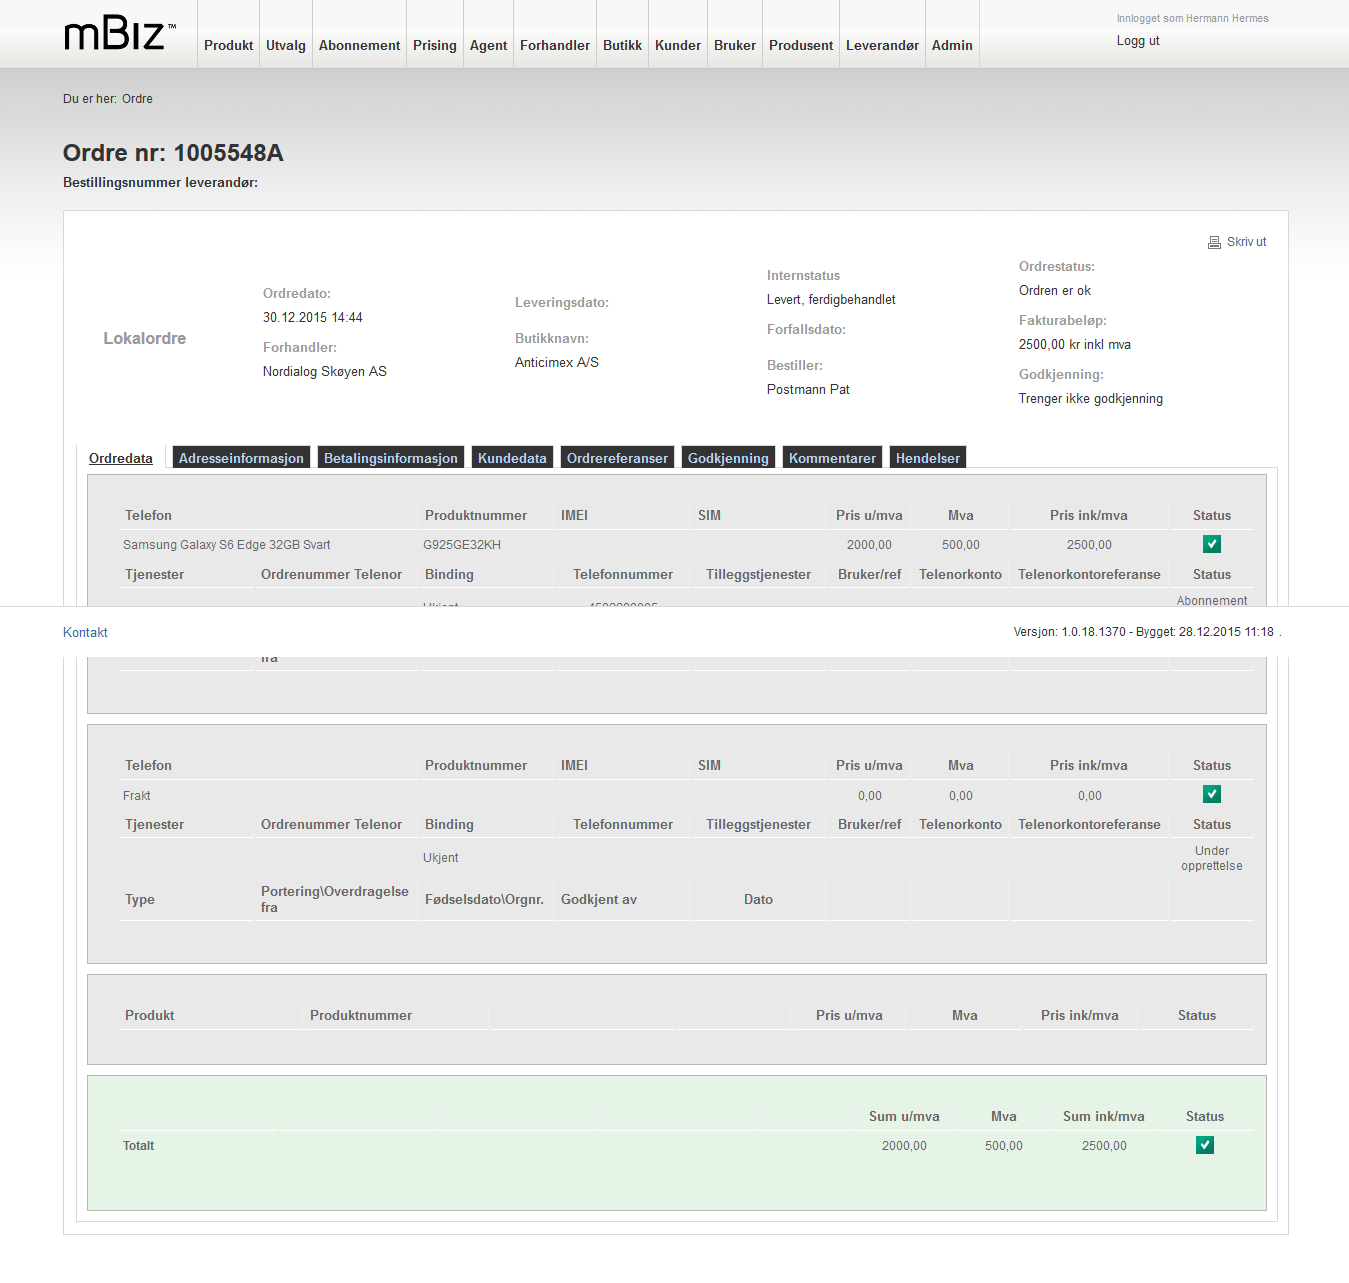 mBiz™
Produkt Utvalg Abonnement Prising Agent Forhandler Butikk Kunder Bruker Produsent Leverandør Admin
Innlogget som Hermann Hermes
Logg ut
Du er her: Ordre
Ordre nr: 1005548A
Bestillingsnummer leverandør:
Skriv ut
Lokalordre
Ordredato:
30.12.2015 14:44
Forhandler:
Nordialog Skøyen AS
Leveringsdato:
Butikknavn:
Anticimex A/S
Internstatus
Levert, ferdigbehandlet
Forfallsdato:
Bestiller:
Postmann Pat
Ordrestatus:
Ordren er ok
Fakturabeløp:
2500,00 kr inkl mva
Godkjenning:
Trenger ikke godkjenning
Ordredata Adresseinformasjon Betalingsinformasjon Kundedata Ordrereferanser Godkjenning Kommentarer Hendelser
Telefon Produktnummer IMEI SIM Pris u/mva Mva Pris ink/mva Status
Samsung Galaxy S6 Edge 32GB Svart G925GE32KH 2000,00 500,00 2500,00
Tjenester Ordrenummer Telenor Binding Telefonnummer Tilleggstjenester Bruker/ref Telenorkonto Telenorkontoreferanse Status
Ukjent Abonnement
Kontakt Versjon: 1.0.18.1370 - Bygget: 28.12.2015 11:18 .
fra
Telefon Produktnummer IMEI SIM Pris u/mva Mva Pris ink/mva Status
Frakt 0,00 0,00 0,00
Tjenester Ordrenummer Telenor Binding Telefonnummer Tilleggstjenester Bruker/ref Telenorkonto Telenorkontoreferanse Status
Ukjent Under
opprettelse
Type Portering\Overdragelse
fra Fødselsdato\Orgnr. Godkjent av Dato
Produkt Produktnummer Pris u/mva Mva Pris ink/mva Status
Sum u/mva Mva Sum ink/mva Status
Totalt 2000,00 500,00 2500,00